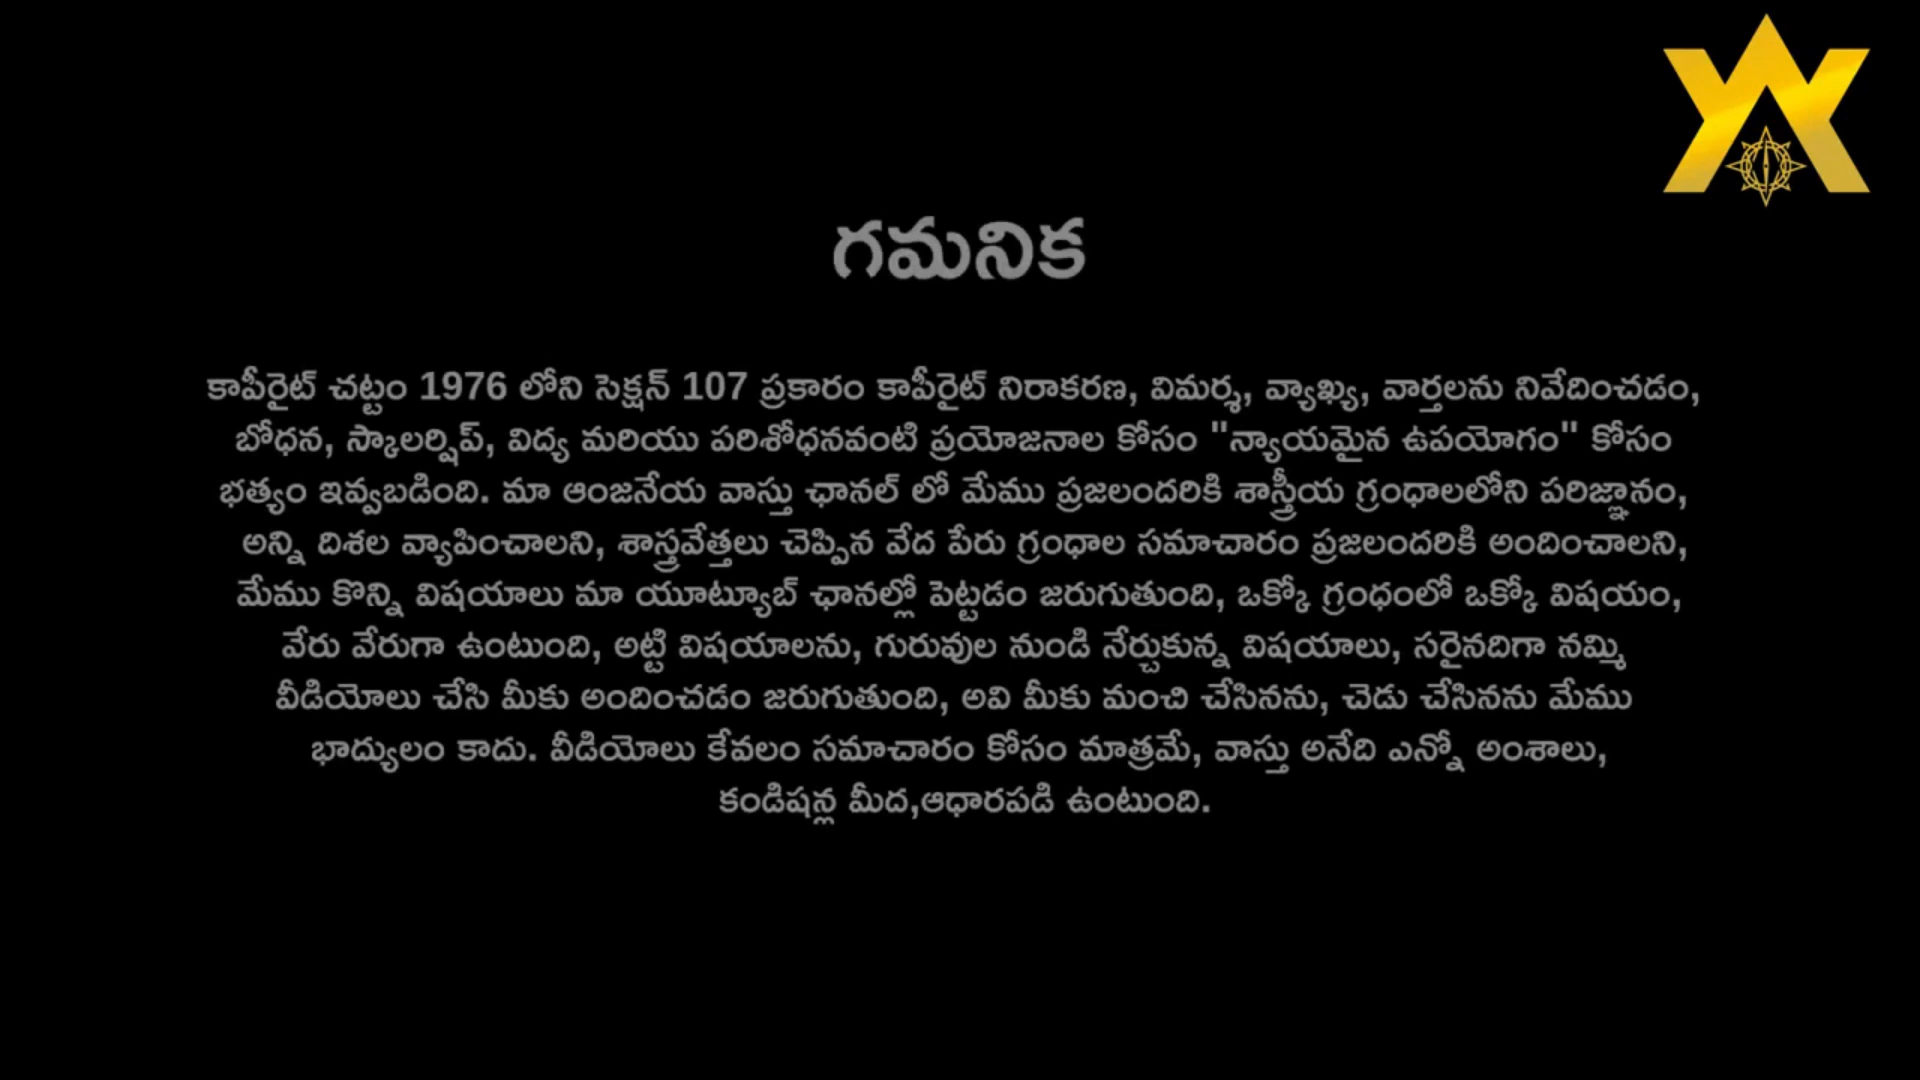 గమనిక
కాపీరైట్ చట్టం 1976 లోని సెక్షన్ 107 ప్రకారం కాపీరైట్ నిరాకరణ, విమర్శ, వ్యాఖ్య, వార్తలను నివేదించడం,
బోధన, స్కాలర్షిప్, విద్య మరియు పరిశోధనవంటి ప్రయోజనాల కోసం "న్యాయమైన ఉపయోగం" కోసం
భత్యం ఇవ్వబడింది. మా ఆంజనేయ వాస్తు ఛానల్ లో మేము ప్రజలందరికి శాస్త్రీయ గ్రంధాలలోని పరిజ్ఞానం,
అన్ని దిశల వ్యాపించాలని, శాస్త్రవేత్తలు చెప్పిన వేద పేరు గ్రంధాల సమాచారం ప్రజలందరికి అందించాలని,
మేము కొన్ని విషయాలు మా యూట్యూబ్ ఛానల్లో పెట్టడం జరుగుతుంది, ఒక్కో గ్రంధంలో ఒక్కో విషయం,
వేరు వేరుగా ఉంటుంది, అట్టి విషయాలను, గురువుల నుండి నేర్చుకున్న విషయాలు, సరైనదిగా నమ్మి
వీడియోలు చేసి మీకు అందించడం జరుగుతుంది, అవి మీకు మంచి చేసినను, చెడు చేసినను మేము
భాద్యులం కాదు. వీడియోలు కేవలం సమాచారం కోసం మాత్రమే, వాస్తు అనేది ఎన్నో అంశాలు,
కండిషన్ల మీద,ఆధారపడి ఉంటుంది.